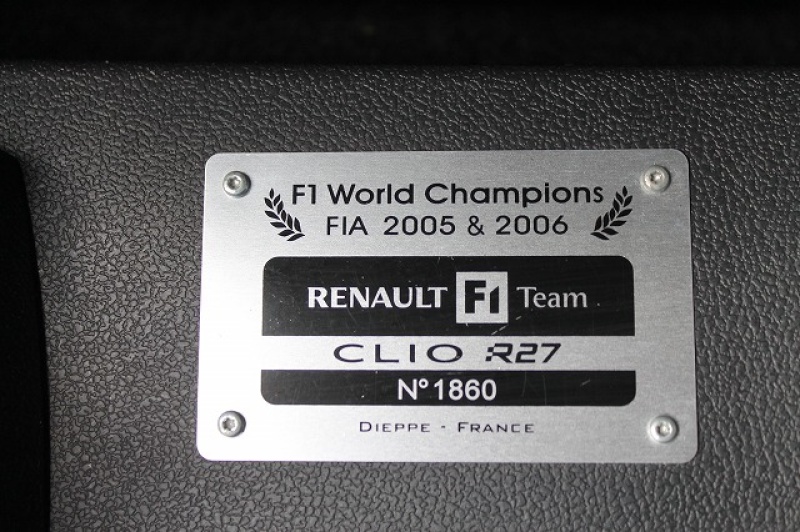 F1 World Champions
FIA 2005 & 2006
RENAULT F1 Team
CLIO R27
N° 1860
DIEPPE - FRANCE